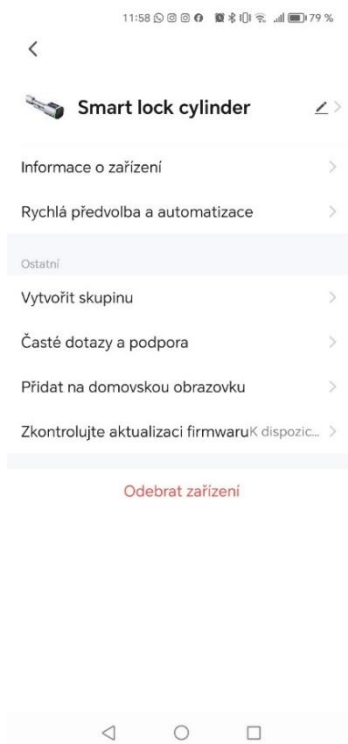 11:58 79 %
Smart lock cylinder
Informace o zařízení
Rychlá předvolba a automatizace
Ostatní
Vytvořit skupinu
Časté dotazy a podpora
Přidat na domovskou obrazovku
Zkontrolujte aktualizaci firmwaruK dispozic...
Odebrat zařízení